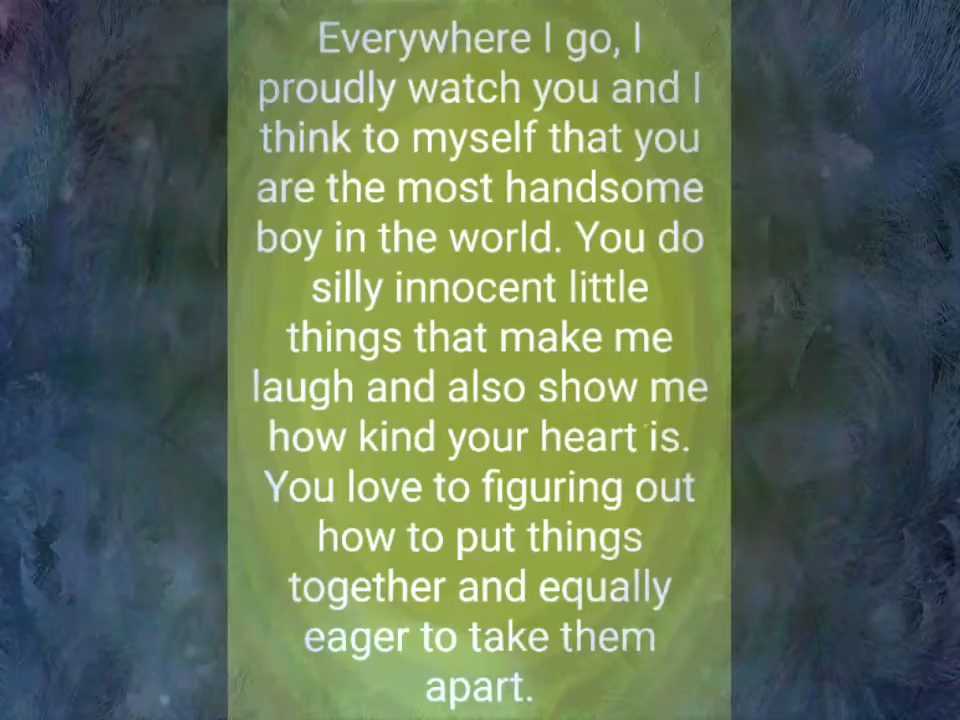 Everywhere I go, I
proudly watch you and I
think to myself that you
are the most handsome
boy in the world. You do
silly innocent little
things that make me
laugh and also show me
how kind your heart is.
You love to figuring out
how to put things
together and equally
eager to take them
apart.